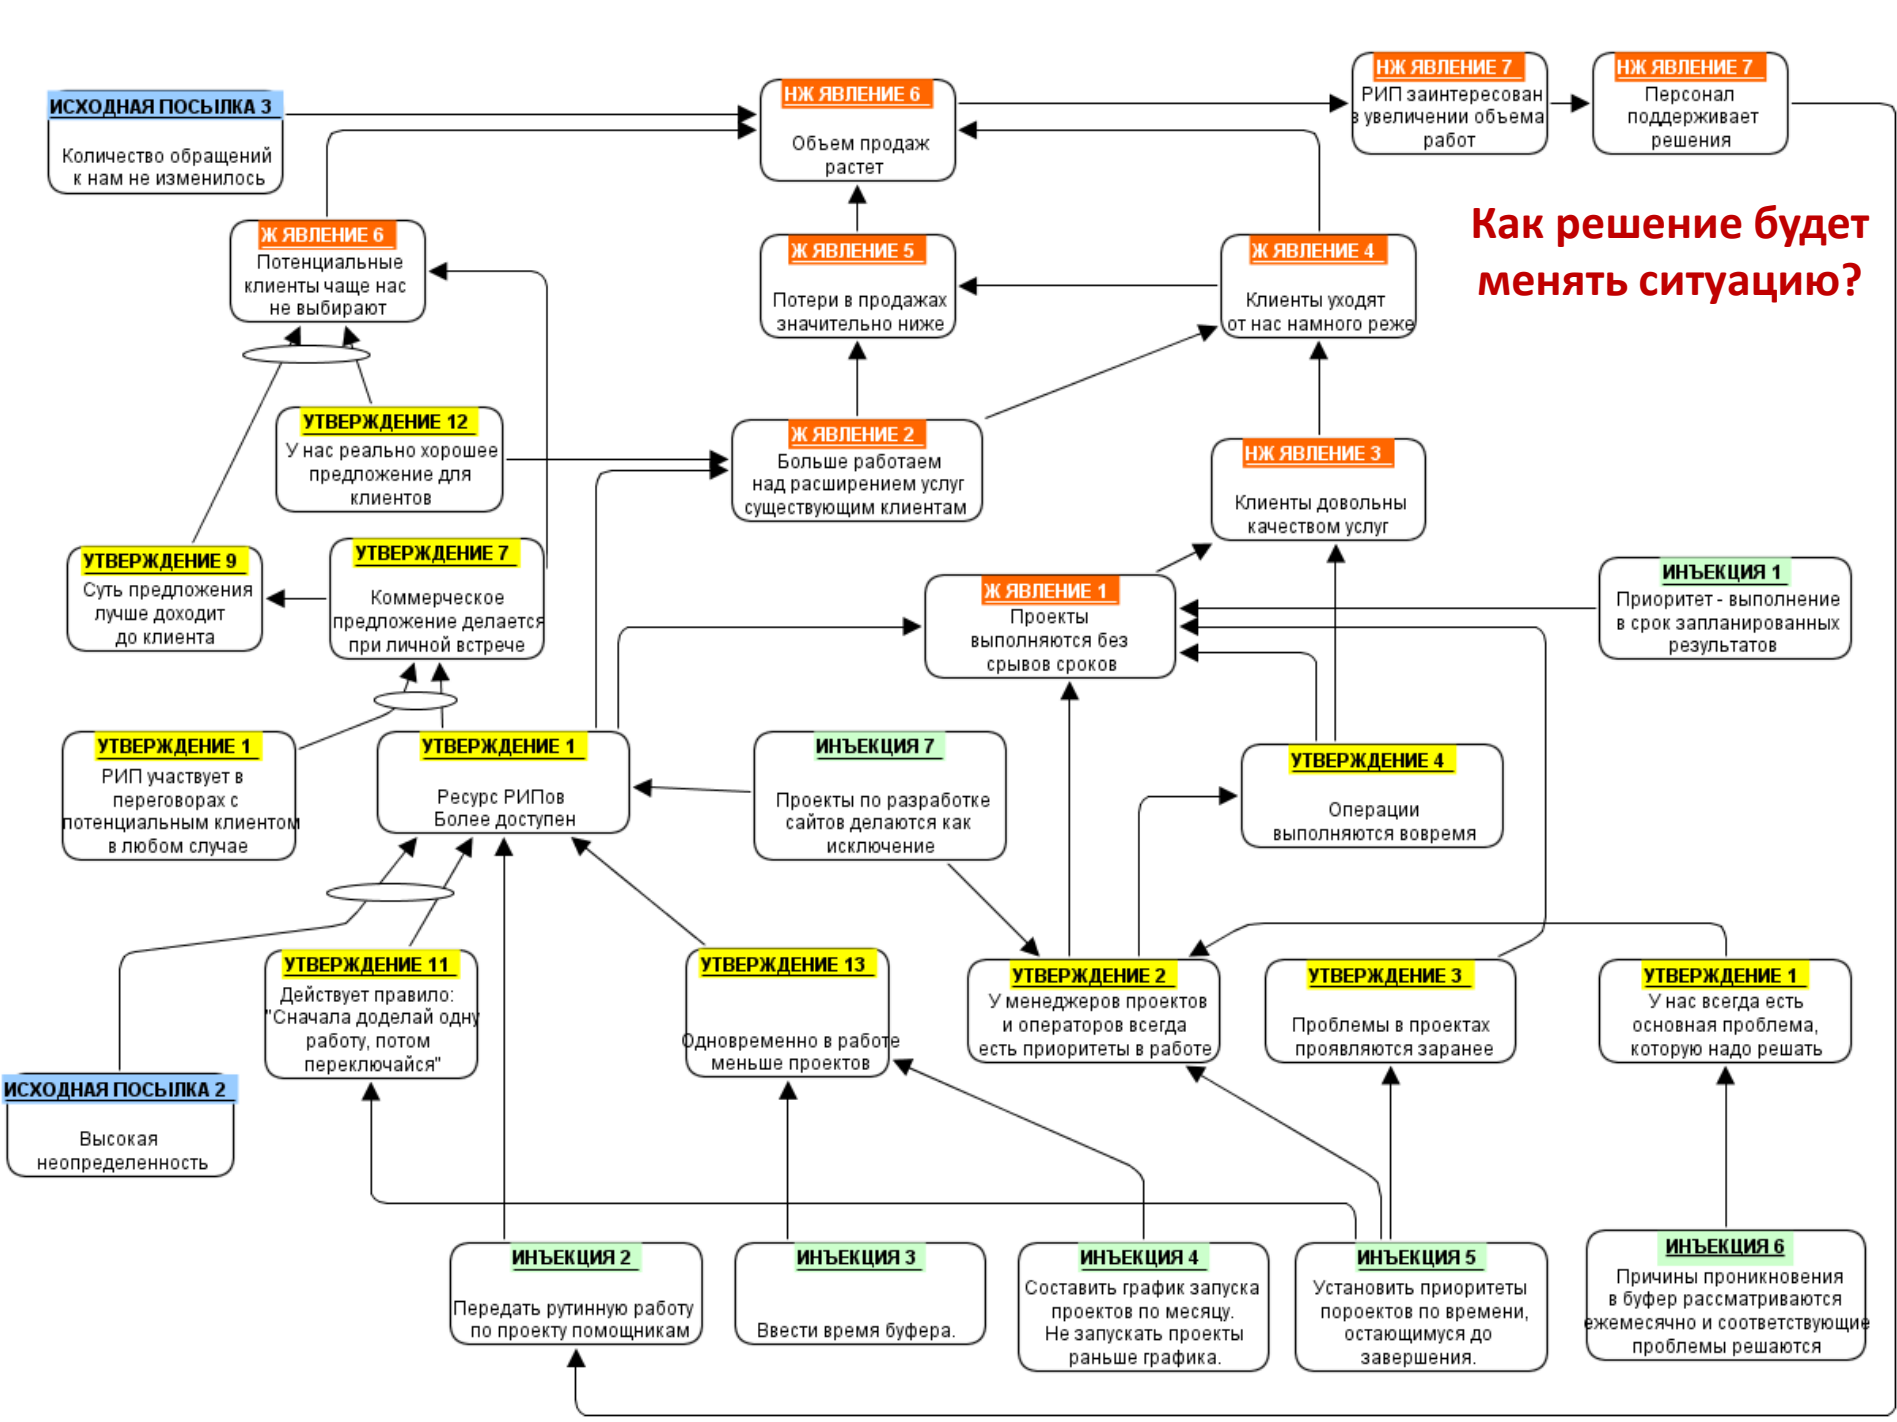 НЖ ЯВЛЕНИЕ 7
РИП заинтересован
в увеличении объема
работ
НЖ ЯВЛЕНИЕ 7
Персонал
поддерживает
решения
НЖ ЯВЛЕНИЕ 6
Объем продаж
растет
ИСХОДНАЯ ПОСЫЛКА 3
Количество обращений
к нам не изменилось
Как решение будет
менять ситуацию?
Ж ЯВЛЕНИЕ 6
Потенциальные
клиенты чаще нас
не выбирают
Ж ЯВЛЕНИЕ 5
Потери в продажах
значительно ниже
Ж ЯВЛЕНИЕ 4
Клиенты уходят
от нас намного реже
УТВЕРЖДЕНИЕ 12
У нас реально хорошее
предложение для
клиентов
Ж ЯВЛЕНИЕ 2
Больше работаем
над расширением услуг
существующим клиентам
НЖ ЯВЛЕНИЕ 3
Клиенты довольны
качеством услуг
УТВЕРЖДЕНИЕ 9
Суть предложения
лучше доходит
до клиента
УТВЕРЖДЕНИЕ 7
Коммерческое
предложение делается
при личной встрече
Ж ЯВЛЕНИЕ 1
Проекты
выполняются без
срывов сроков
ИНЪЕКЦИЯ 1
Приоритет - выполнение
в срок запланированных
результатов
УТВЕРЖДЕНИЕ 1
РИП участвует в
переговорах с
потенциальным клиентом
в любом случае
УТВЕРЖДЕНИЕ 1
Ресурс РИПов
Более доступен
ИНЪЕКЦИЯ 7
Проекты по разработке
сайтов делаются как
исключение
УТВЕРЖДЕНИЕ 4
Операции
выполняются вовремя
УТВЕРЖДЕНИЕ 11
Действует правило:
"Сначала доделай одну
работу, потом
переключайся"
УТВЕРЖДЕНИЕ 13
Одновременно в работе
меньше проектов
УТВЕРЖДЕНИЕ 2
У менеджеров проектов
и операторов всегда
есть приоритеты в работе
УТВЕРЖДЕНИЕ 3
Проблемы в проектах
проявляются заранее
УТВЕРЖДЕНИЕ 1
У нас всегда есть
основная проблема,
которую надо решать
ИСХОДНАЯ ПОСЫЛКА 2
Высокая
неопределенность
ИНЪЕКЦИЯ 2
Передать рутинную работу
по проекту помощникам
ИНЪЕКЦИЯ 3
Ввести время буфера.
ИНЪЕКЦИЯ 4
Составить график запуска
проектов по месяцу.
Не запускать проекты
раньше графика.
ИНЪЕКЦИЯ 5
Установить приоритеты
пороектов по времени,
остающимуся до
завершения.
ИНЪЕКЦИЯ 6
Причины проникновения
в буфер рассматриваются
ежемесячно и соответствующие
проблемы решаются